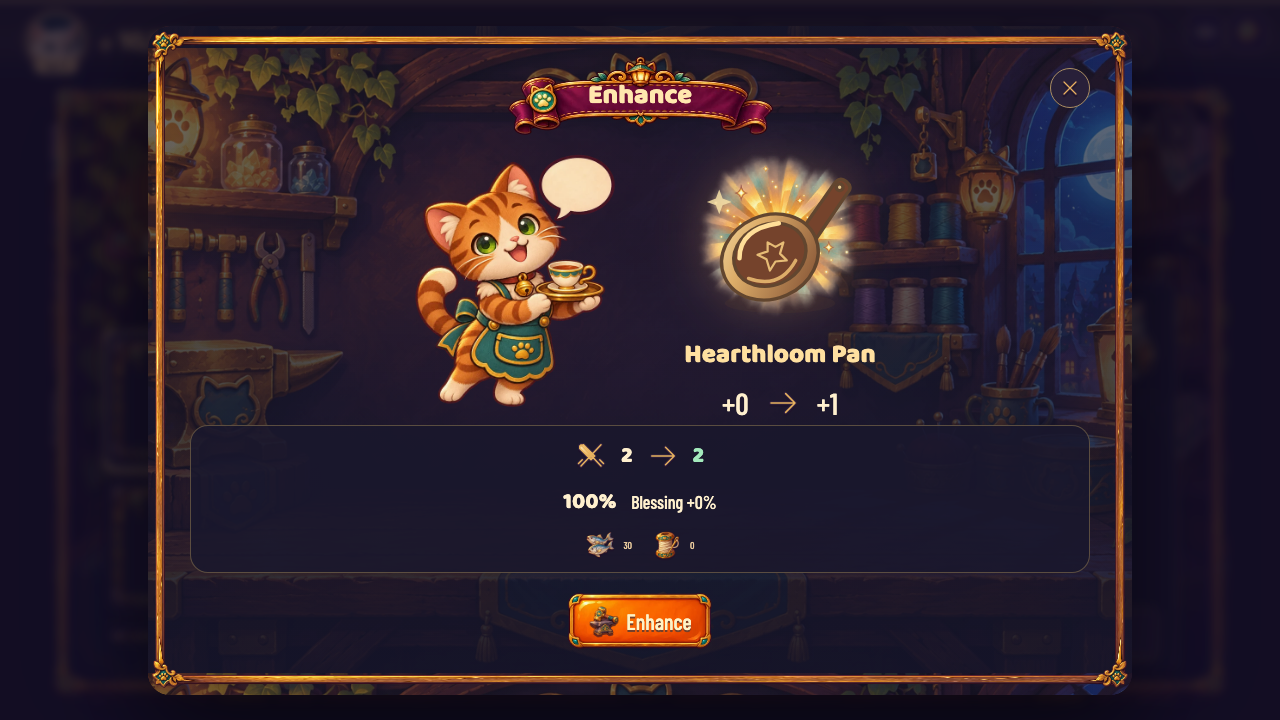 Enhance
Hearthloom Pan
+0 → +1
2 → 2
100% Blessing +0%
30 0
Enhance